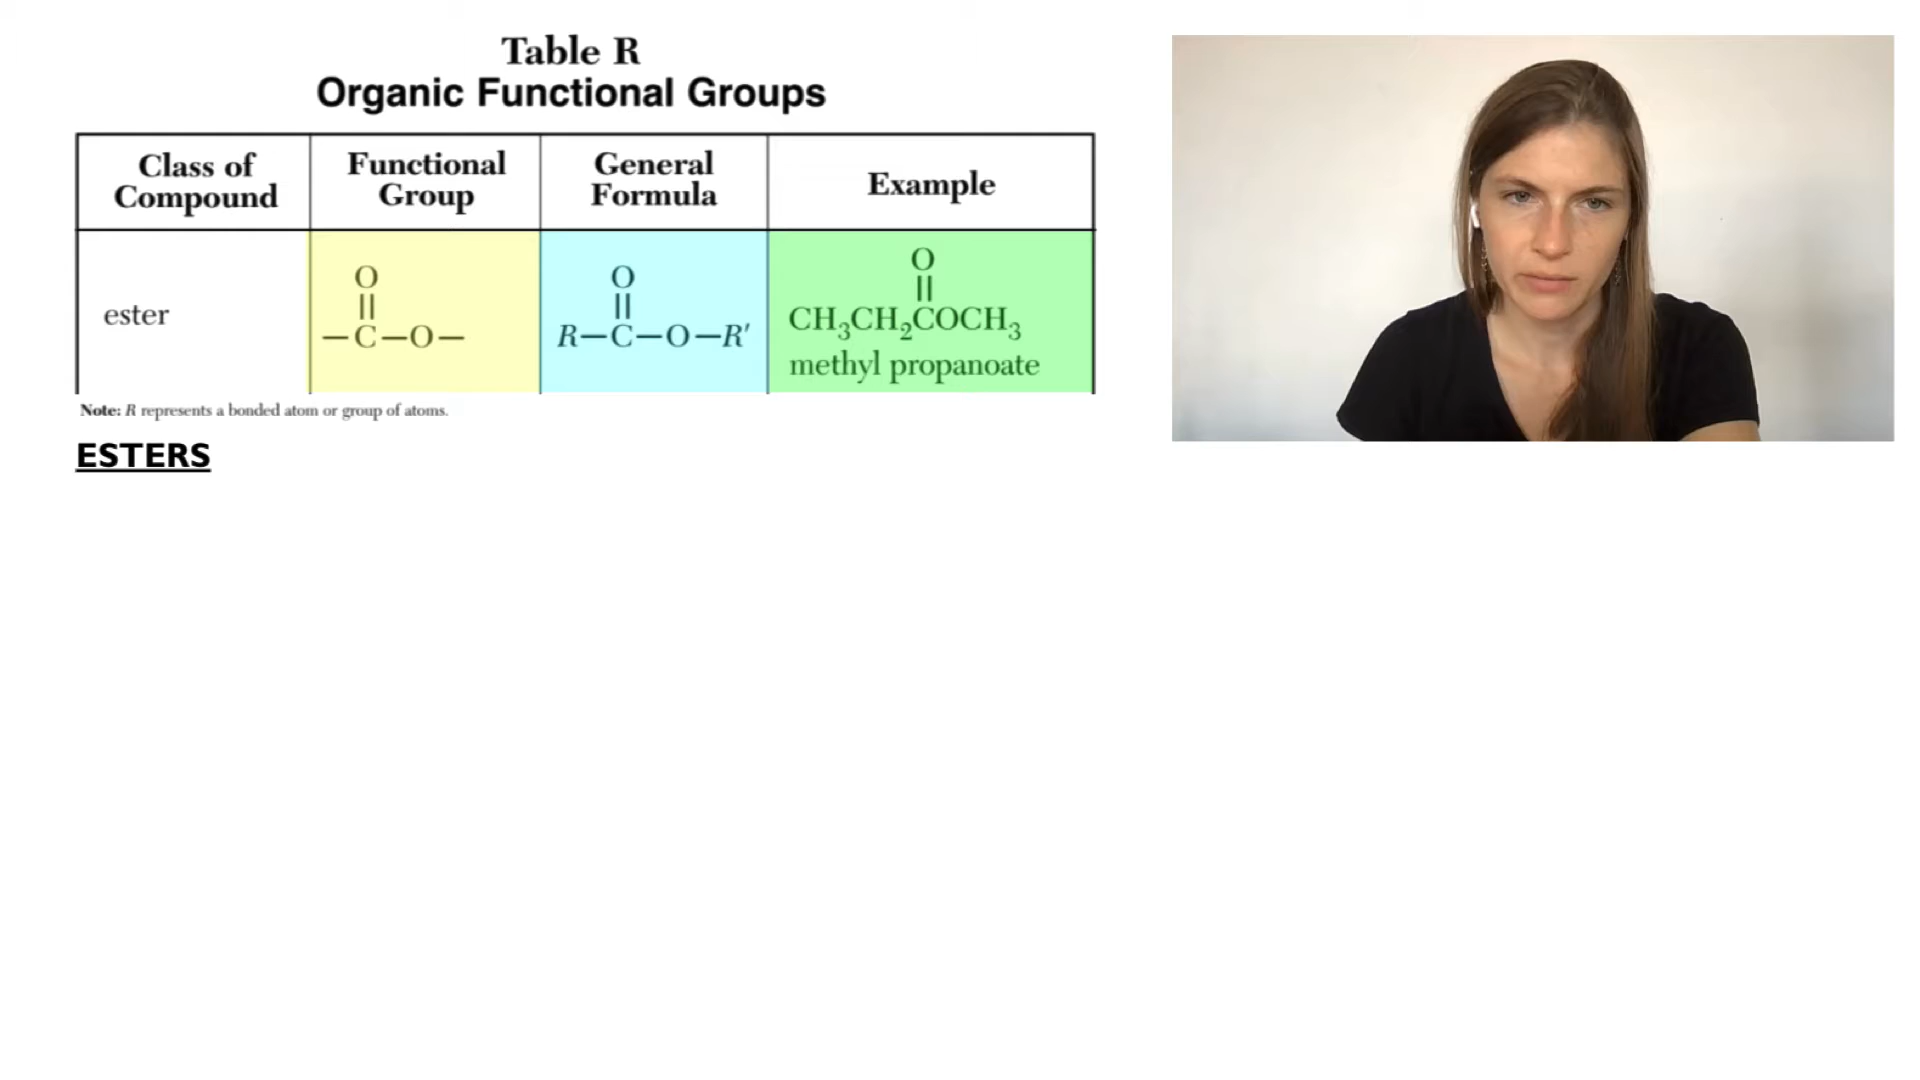 Table R
Organic Functional Groups
Class of Compound
Functional Group
General Formula
Example
ester
O
||
—C—O—
O
||
R—C—O—R′
O
||
CH₃CH₂COCH₃
methyl propanoate
Note: R represents a bonded atom or group of atoms.
ESTERS